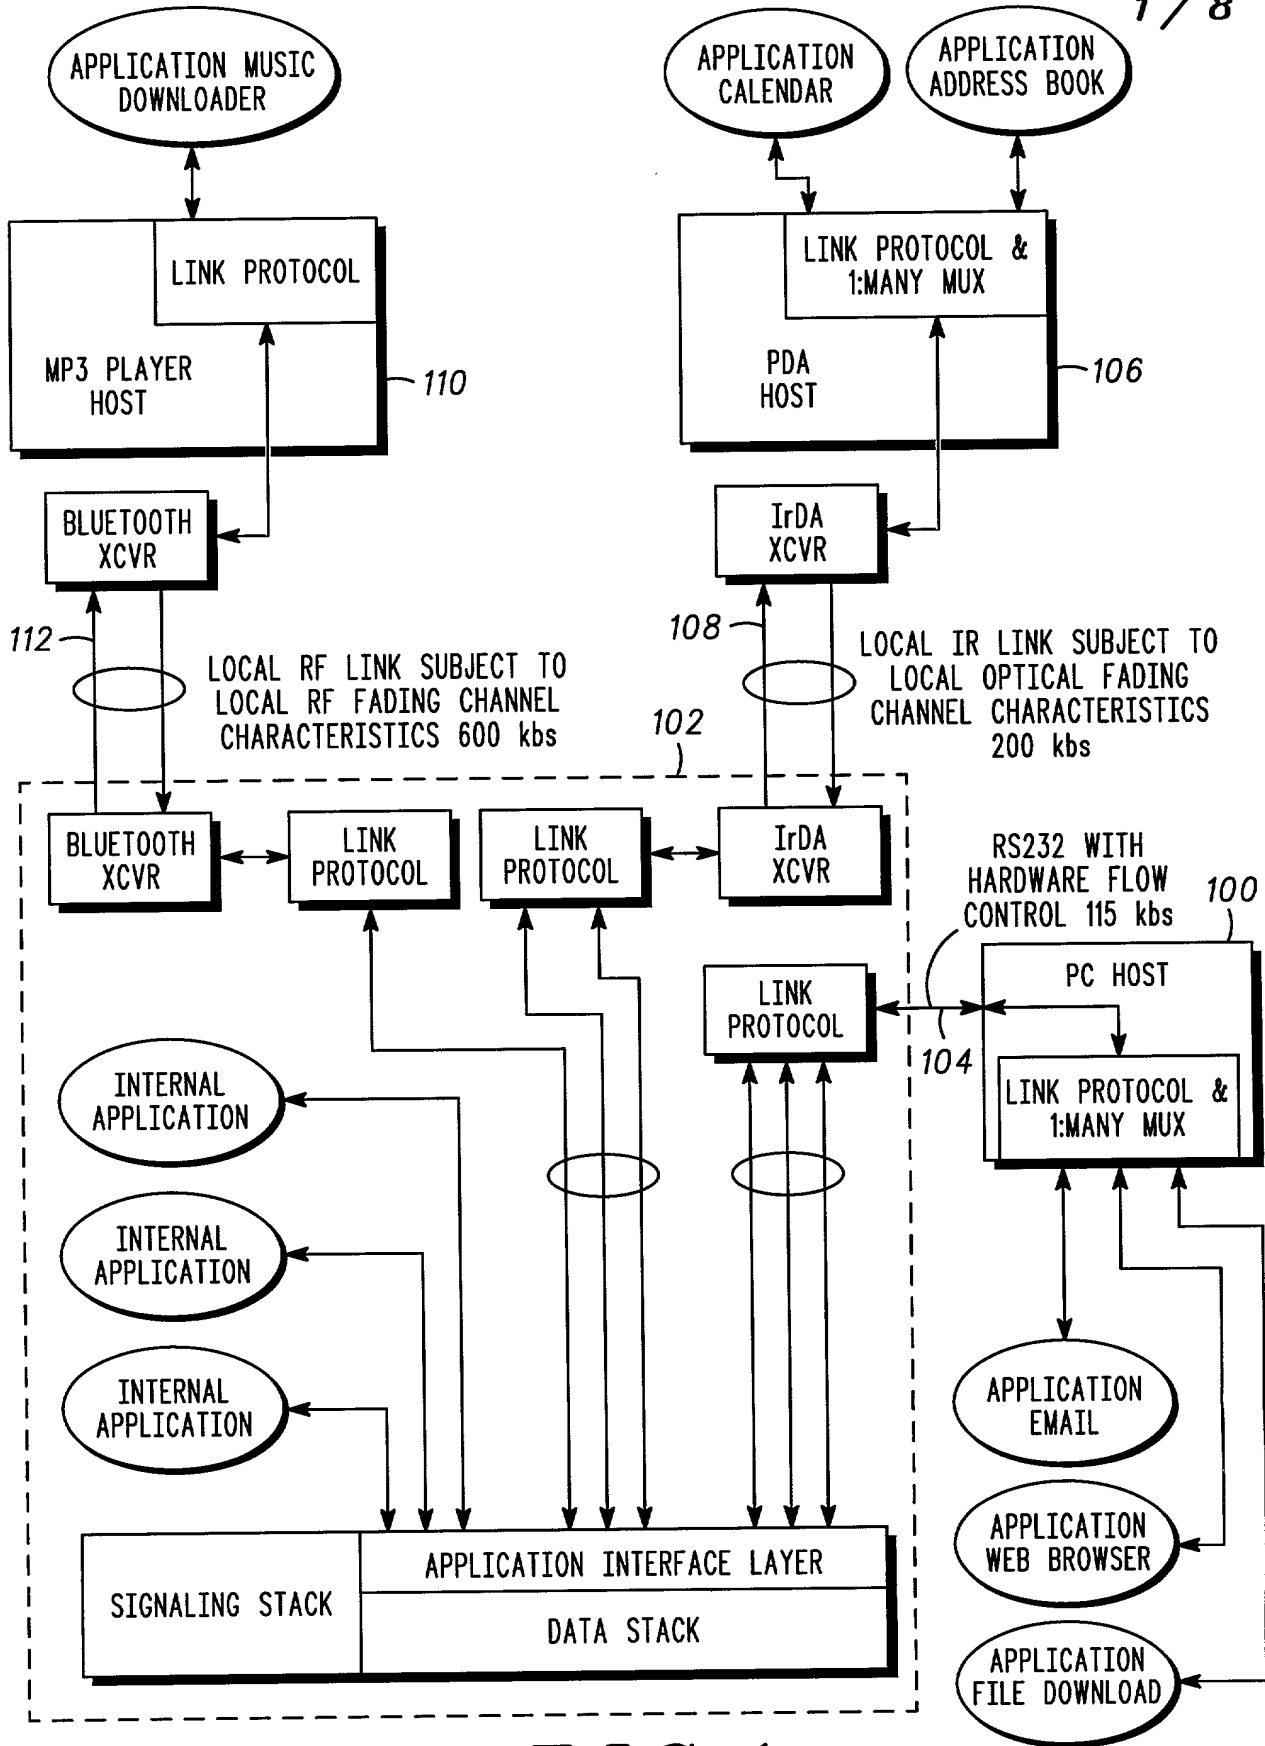 1/8
APPLICATION MUSIC
DOWNLOADER
APPLICATION
CALENDAR
APPLICATION
ADDRESS BOOK
LINK PROTOCOL
MP3 PLAYER
HOST
110
LINK PROTOCOL &
1:MANY MUX
PDA
HOST
106
BLUETOOTH
XCVR
IrDA
XCVR
112
LOCAL RF LINK SUBJECT TO
LOCAL RF FADING CHANNEL
CHARACTERISTICS 600 kbs
108
LOCAL IR LINK SUBJECT TO
LOCAL OPTICAL FADING
CHANNEL CHARACTERISTICS
200 kbs
102
BLUETOOTH
XCVR
LINK
PROTOCOL
LINK
PROTOCOL
IrDA
XCVR
RS232 WITH
HARDWARE FLOW
CONTROL 115 kbs
100
LINK
PROTOCOL
104
PC HOST
LINK PROTOCOL &
1:MANY MUX
INTERNAL
APPLICATION
INTERNAL
APPLICATION
INTERNAL
APPLICATION
APPLICATION
EMAIL
APPLICATION
WEB BROWSER
APPLICATION
FILE DOWNLOAD
SIGNALING STACK
APPLICATION INTERFACE LAYER
DATA STACK